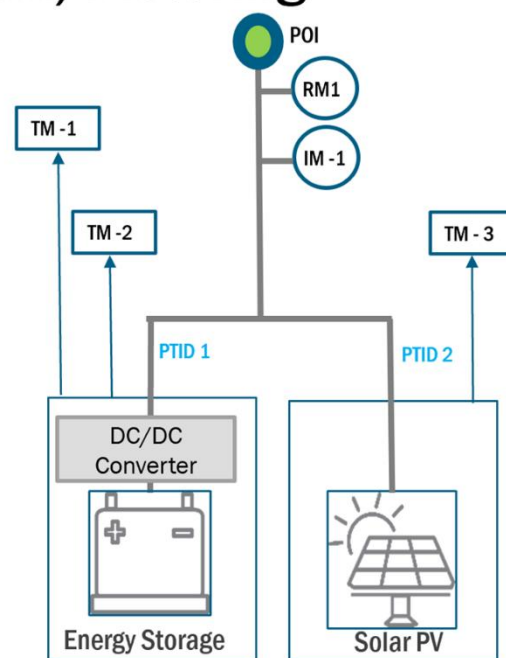 POI
RM1
IM -1
TM -1
TM -2
TM - 3
PTID 1
PTID 2
DC/DC
Converter
Energy Storage
Solar PV